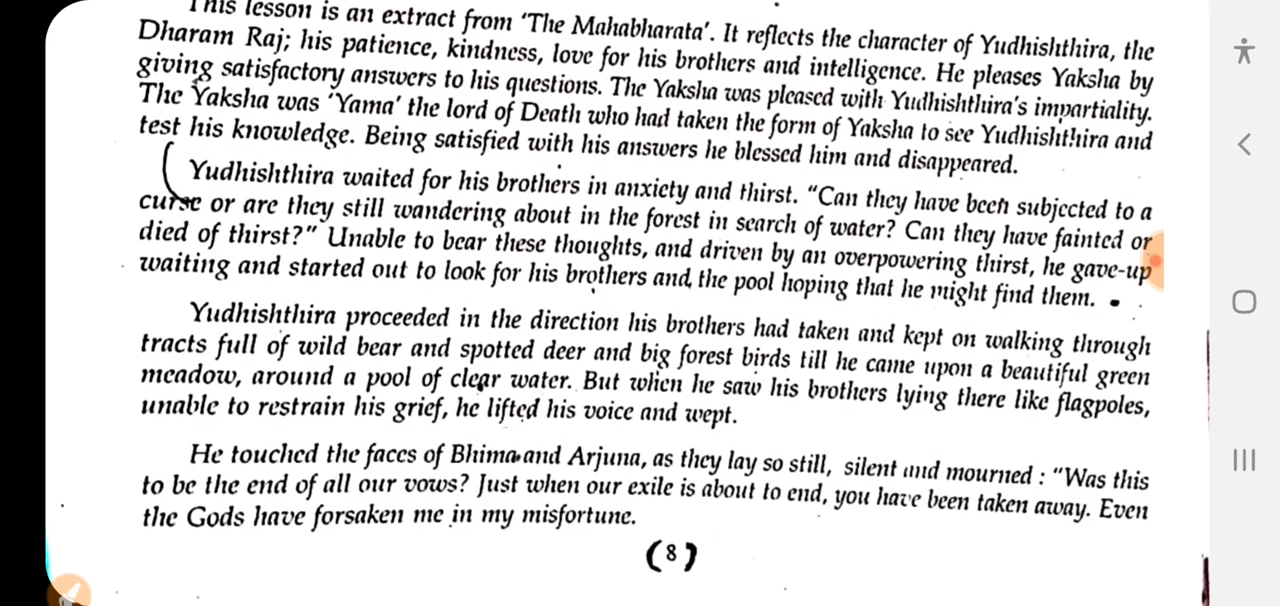 This lesson is an extract from 'The Mahabharata'. It reflects the character of Yudhishthira, the
Dharam Raj; his patience, kindness, love for his brothers and intelligence. He pleases Yaksha by
giving satisfactory answers to his questions. The Yaksha was pleased with Yudhishthira's impartiality.
The Yaksha was 'Yama' the lord of Death who had taken the form of Yaksha to see Yudhishthira and
test his knowledge. Being satisfied with his answers he blessed him and disappeared.
Yudhishthira waited for his brothers in anxiety and thirst. "Can they have been subjected to a
curse or are they still wandering about in the forest in search of water? Can they have fainted or
died of thirst?" Unable to bear these thoughts, and driven by an overpowering thirst, he gave-up
waiting and started out to look for his brothers and the pool hoping that he might find them.
Yudhishthira proceeded in the direction his brothers had taken and kept on walking through
tracts full of wild bear and spotted deer and big forest birds till he came upon a beautiful green
meadow, around a pool of clear water. But when he saw his brothers lying there like flagpoles,
unable to restrain his grief, he lifted his voice and wept.
He touched the faces of Bhima and Arjuna, as they lay so still, silent and mourned : "Was this
to be the end of all our vows? Just when our exile is about to end, you have been taken away. Even
the Gods have forsaken me in my misfortune.
(8)